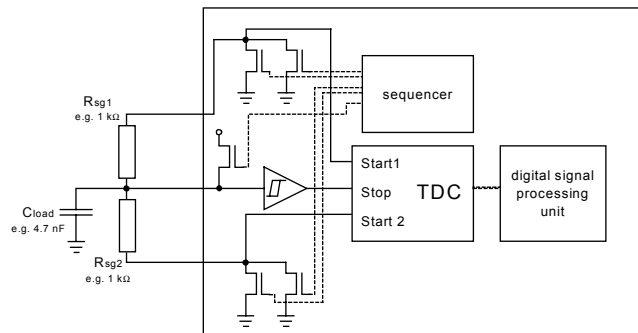 sequencer
Rsg1
e.g. 1 kΩ
Start1
Stop
TDC
Start 2
digital signal
processing
unit
Cload
e.g. 4.7 nF
Rsg2
e.g. 1 kΩ